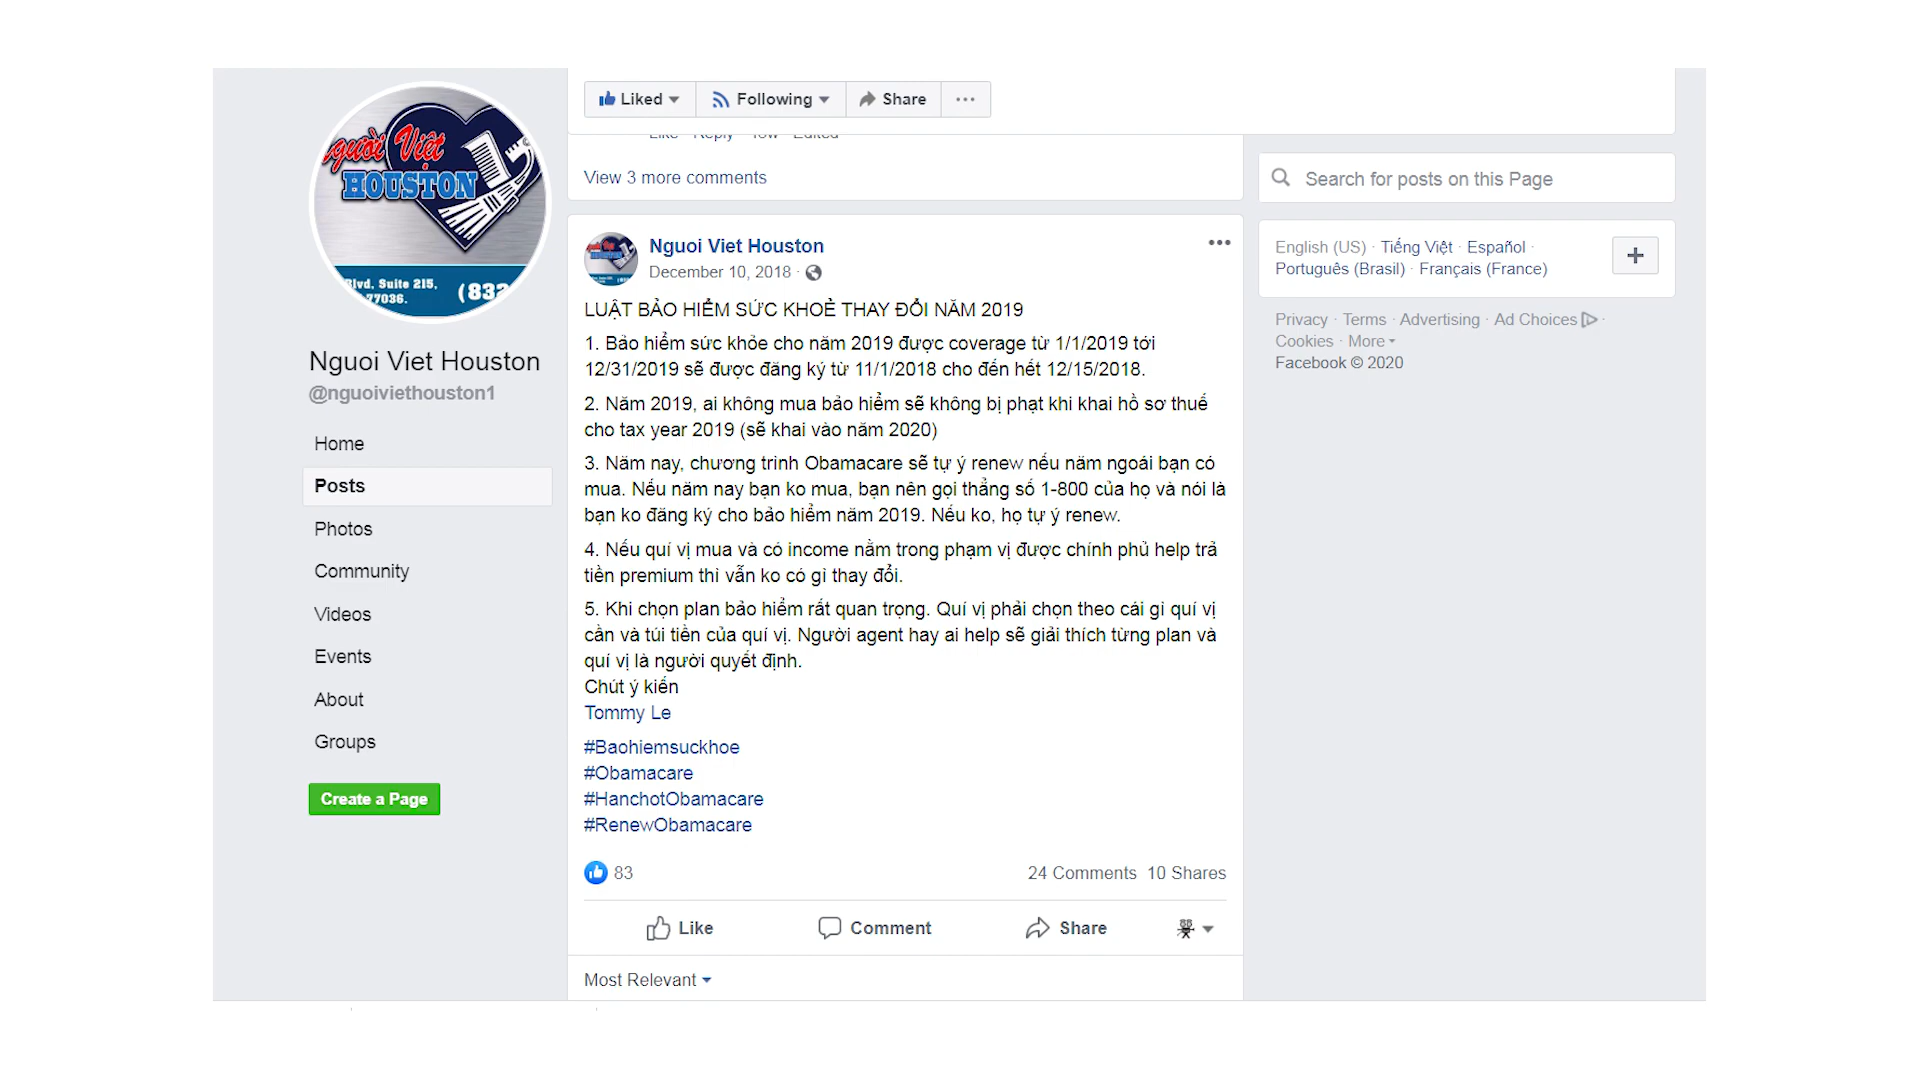 Người Việt
HOUSTON
Blvd, Suite 215,
77036.
(832
Nguoi Viet Houston
@nguoiviethouston1
Home
Posts
Photos
Community
Videos
Events
About
Groups
Create a Page
Liked
Following
Share
Like Reply Edited
View 3 more comments
Nguoi Viet Houston
December 10, 2018 ·
LUẬT BẢO HIỂM SỨC KHOẺ THAY ĐỔI NĂM 2019
1. Bảo hiểm sức khỏe cho năm 2019 được coverage từ 1/1/2019 tới
12/31/2019 sẽ được đăng ký từ 11/1/2018 cho đến hết 12/15/2018.
2. Năm 2019, ai không mua bảo hiểm sẽ không bị phạt khi khai hồ sơ thuế
cho tax year 2019 (sẽ khai vào năm 2020)
3. Năm nay, chương trình Obamacare sẽ tự ý renew nếu năm ngoái bạn có
mua. Nếu năm nay bạn ko mua, bạn nên gọi thẳng số 1-800 của họ và nói là
bạn ko đăng ký cho bảo hiểm năm 2019. Nếu ko, họ tự ý renew.
4. Nếu quí vị mua và có income nằm trong phạm vị được chính phủ help trả
tiền premium thì vẫn ko có gì thay đổi.
5. Khi chọn plan bảo hiểm rất quan trọng. Quí vị phải chọn theo cái gì quí vị
cần và túi tiền của quí vị. Người agent hay ai help sẽ giải thích từng plan và
quí vị là người quyết định.
Chút ý kiến
Tommy Le
#Baohiemsuckhoe
#Obamacare
#HanchotObamacare
#RenewObamacare
83
24 Comments 10 Shares
Like
Comment
Share
Most Relevant
Search for posts on this Page
English (US) · Tiếng Việt · Español ·
Português (Brasil) · Français (France)
Privacy · Terms · Advertising · Ad Choices ·
Cookies · More
Facebook © 2020